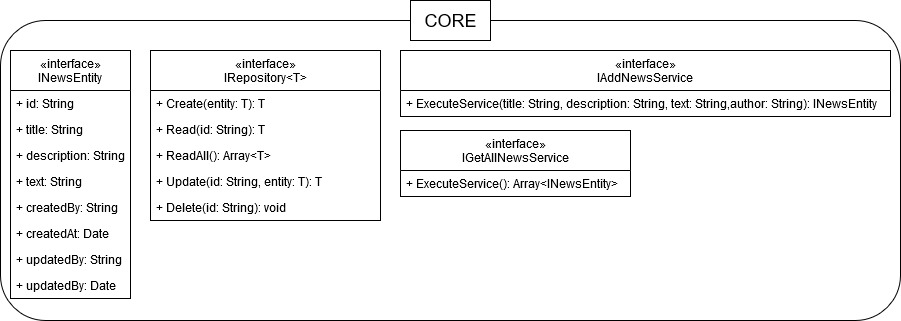 CORE
«interface»
INewsEntity
+ id: String
+ title: String
+ description: String
+ text: String
+ createdBy: String
+ createdAt: Date
+ updatedBy: String
+ updatedBy: Date
«interface»
IRepository<T>
+ Create(entity: T): T
+ Read(id: String): T
+ ReadAll(): Array<T>
+ Update(id: String, entity: T): T
+ Delete(id: String): void
«interface»
IAddNewsService
+ ExecuteService(title: String, description: String, text: String,author: String): INewsEntity
«interface»
IGetAllNewsService
+ ExecuteService(): Array<INewsEntity>